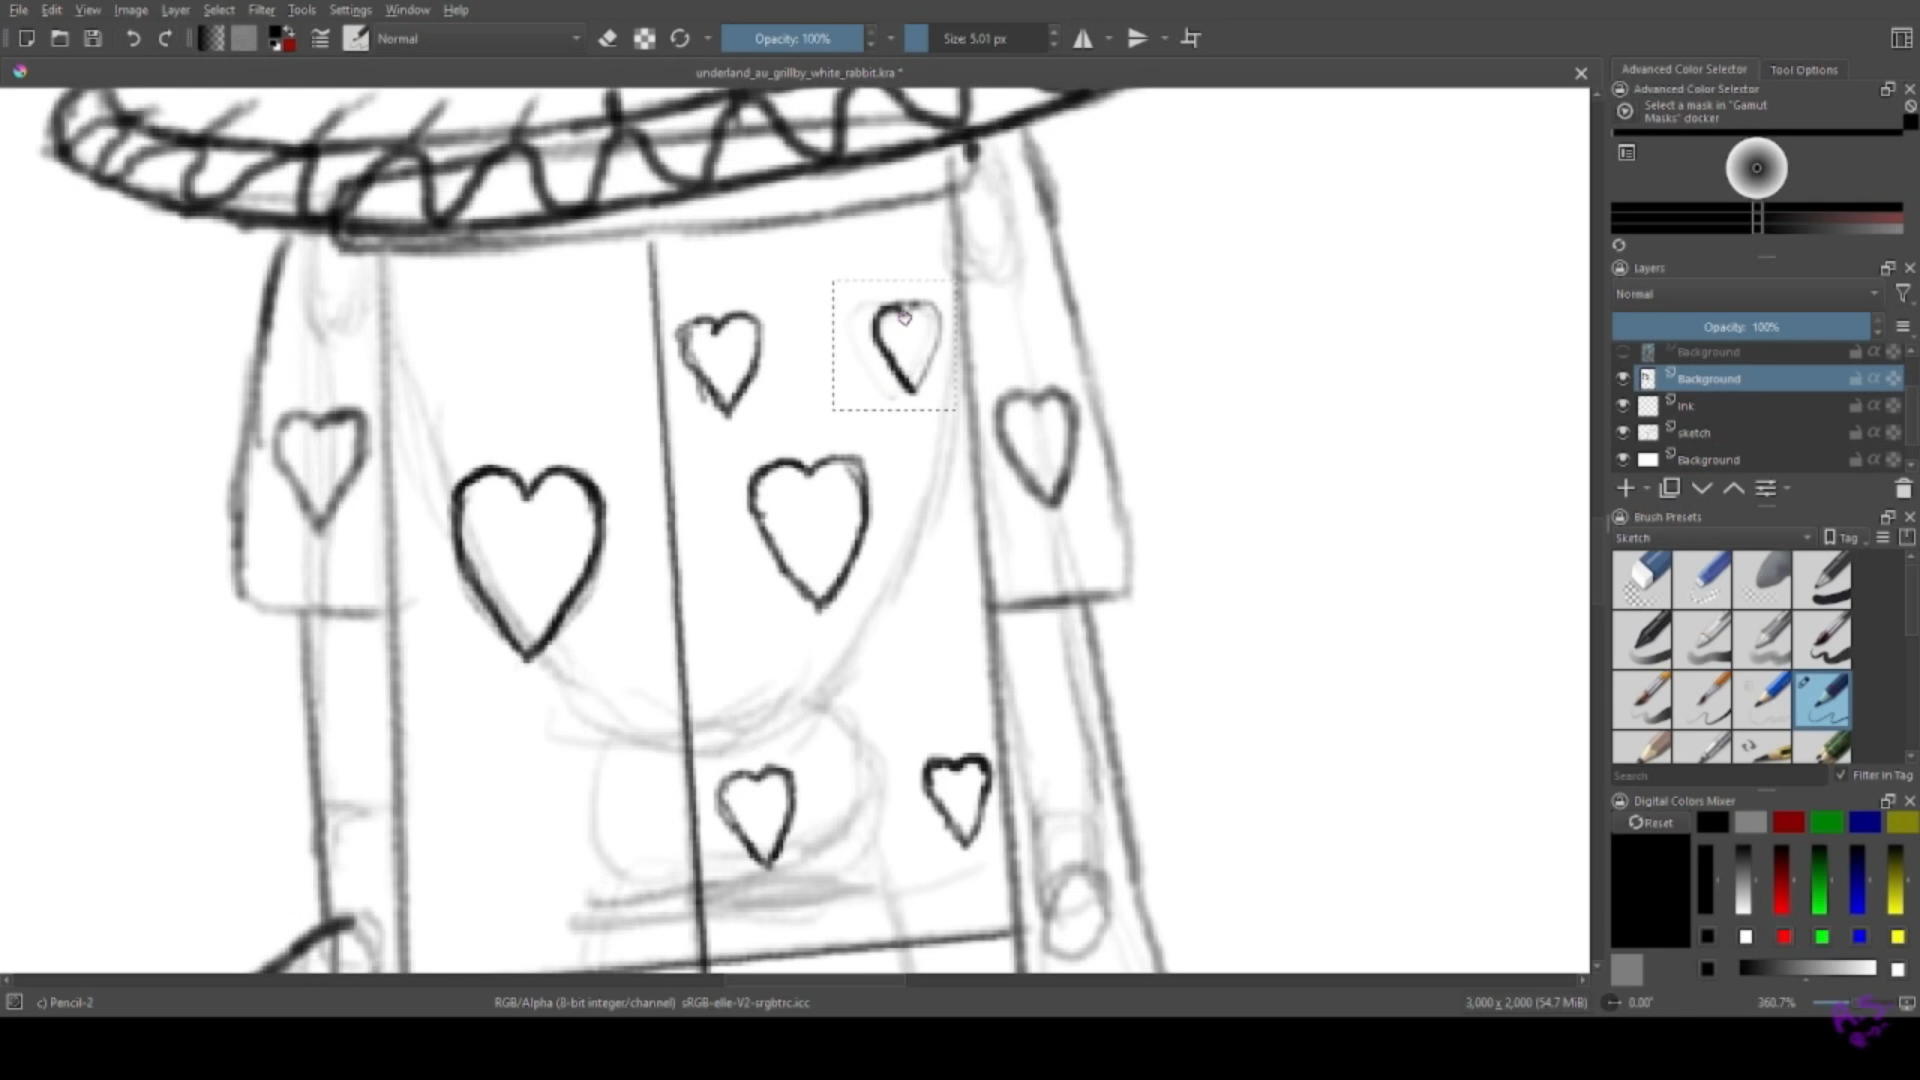 File Edit View Image Layer Select Filter Tools Settings Window Help
Normal
Opacity: 100%
Size: 5.01 px
underland_au_grillby_white_rabbit.kra *
Advanced Color Selector
Tool Options
Advanced Color Selector
Select a mask in "Gamut
Masks" docker
Layers
Normal
Opacity: 100%
Background
Background
Ink
sketch
Background
Brush Presets
Sketch
Tag
Search
Filter in Tag
Digital Colors Mixer
Reset
c) Pencil-2
RGB/Alpha (8-bit integer/channel) sRGB-elle-V2-srgbtrc.icc
3,000 x 2,000 (54.7 MiB)
0.00°
360.7%